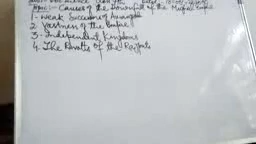 Topic:- Causes of the Downfall of the Mughal Empire
1- Weak Successors of Aurangzeb
2 Vastness of the Empire
3- Independent Kingdoms
4. The Revolts of the Rajputs